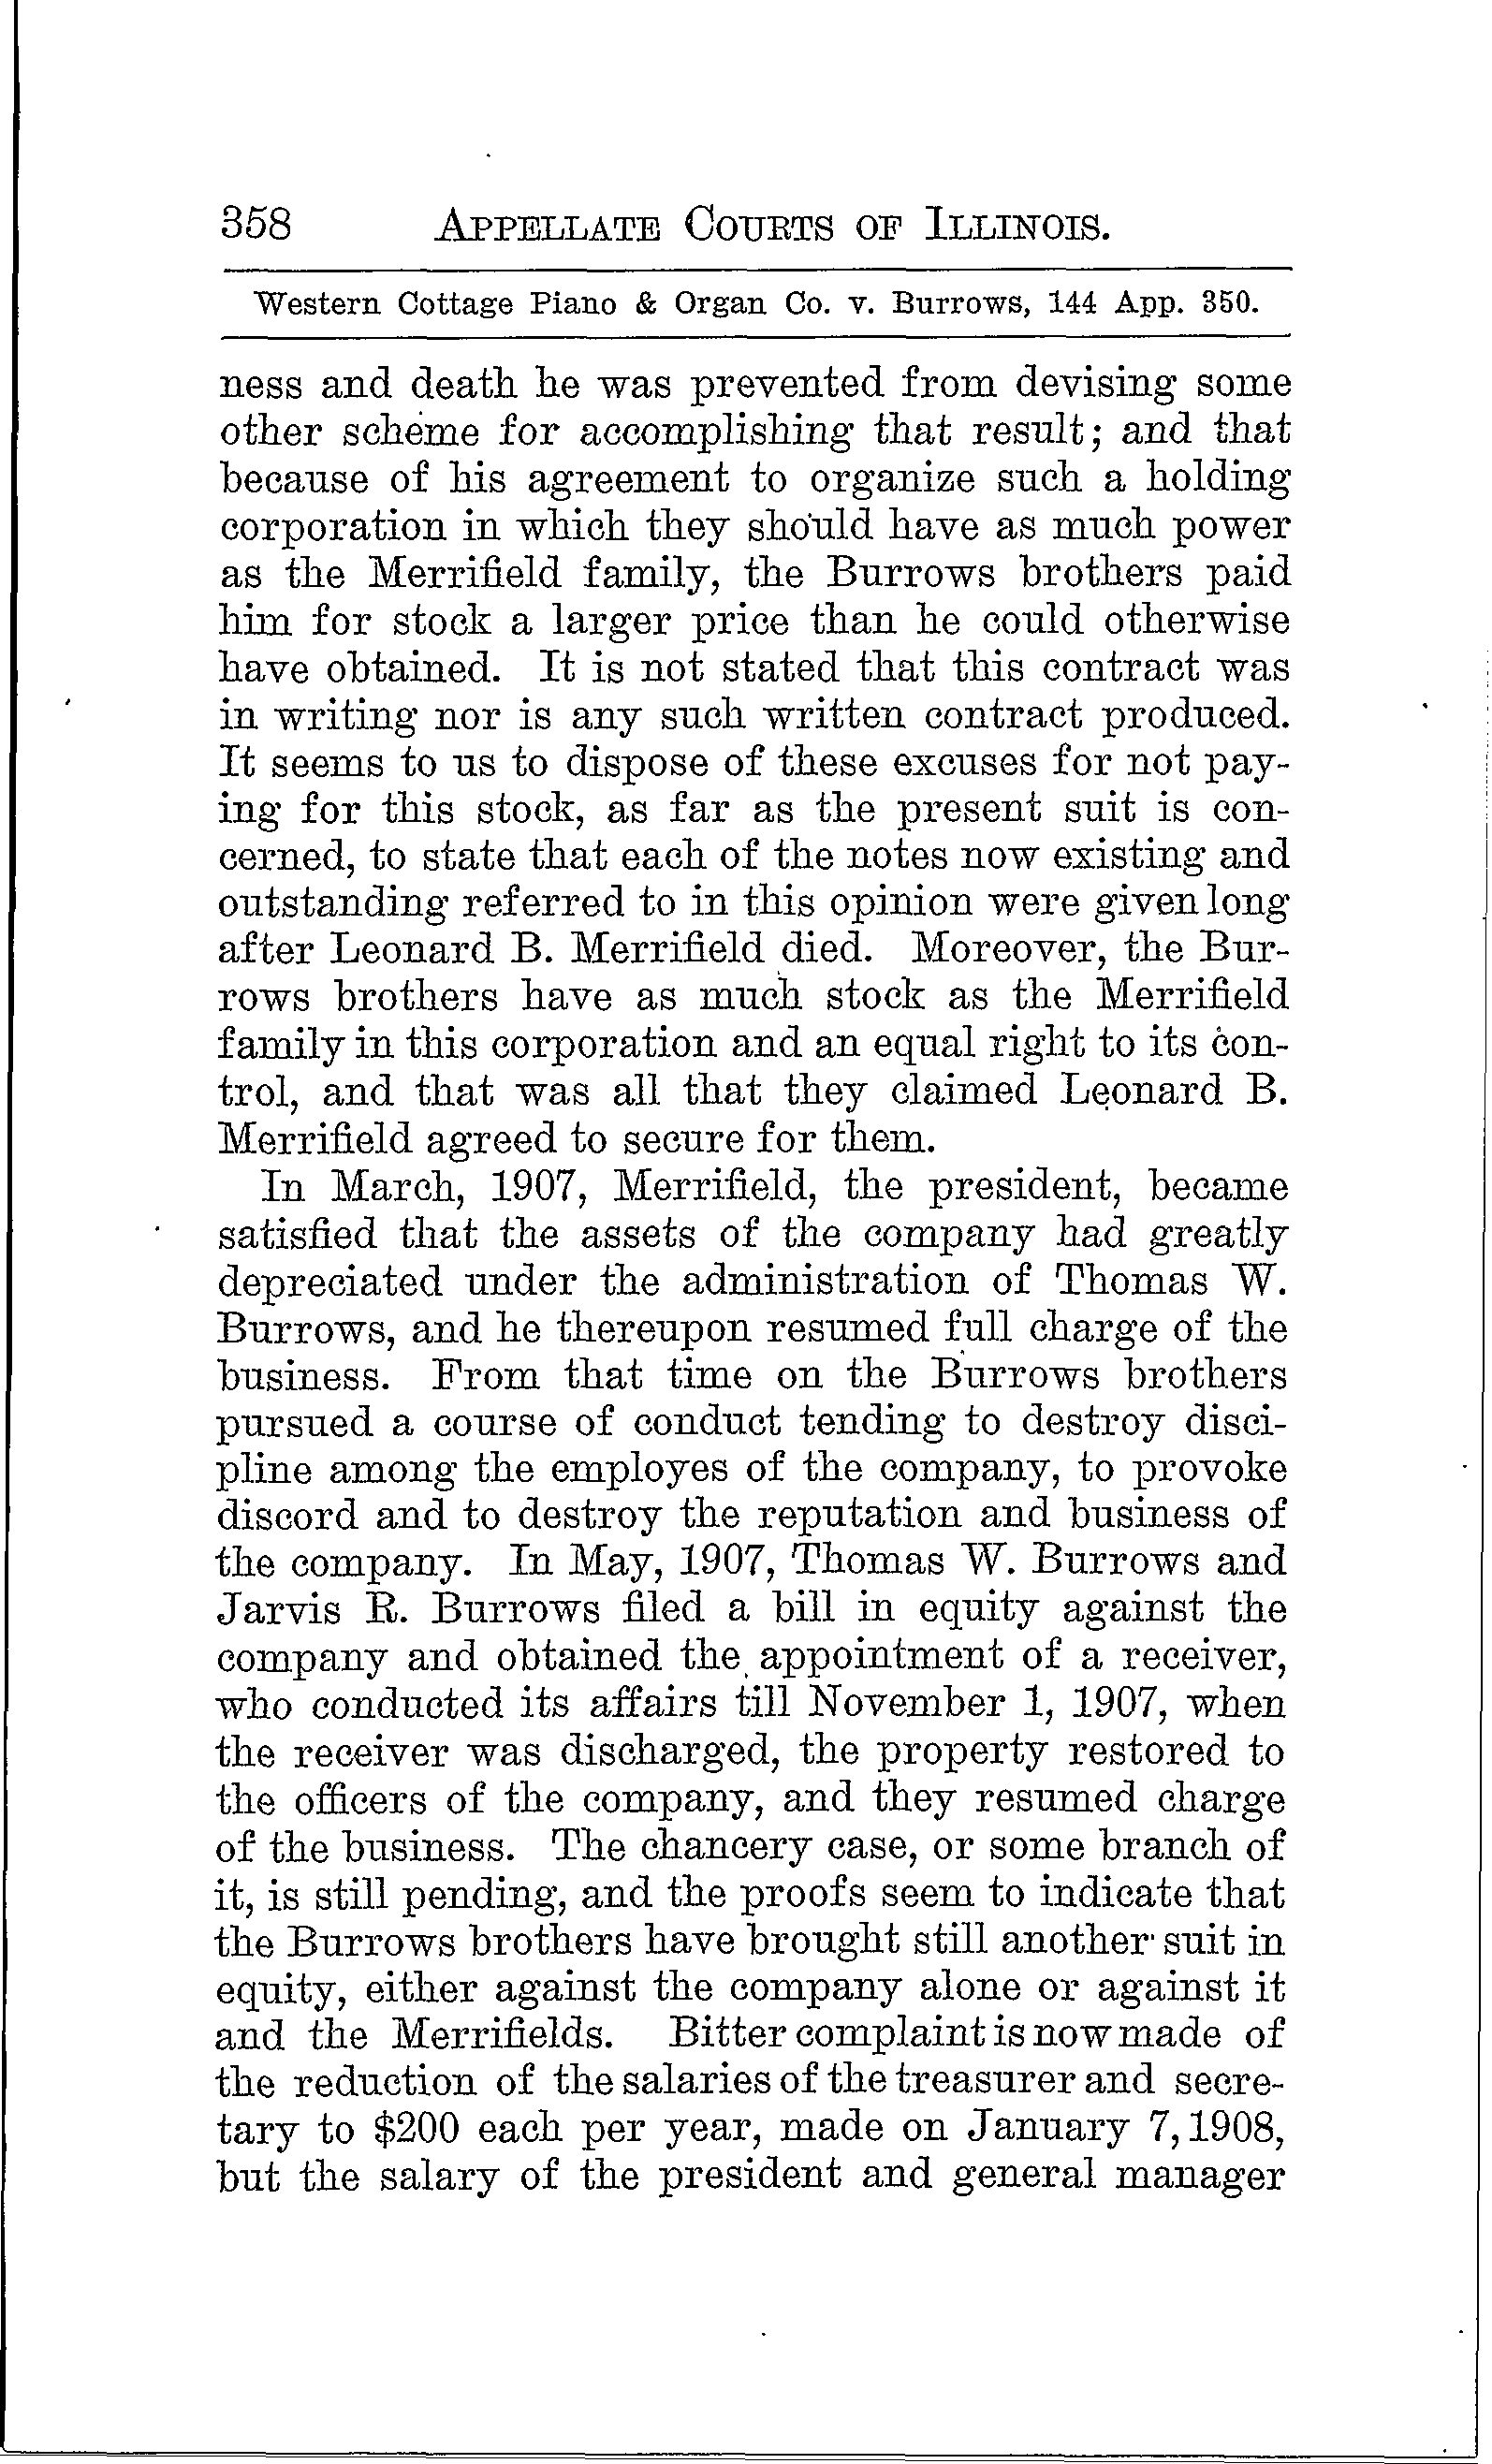 358 APPELLATE COURTS OF ILLINOIS.
Western Cottage Piano & Organ Co. v. Burrows, 144 App. 350.
ness and death he was prevented from devising some
other scheme for accomplishing that result; and that
because of his agreement to organize such a holding
corporation in which they should have as much power
as the Merrifield family, the Burrows brothers paid
him for stock a larger price than he could otherwise
have obtained. It is not stated that this contract was
in writing nor is any such written contract produced.
It seems to us to dispose of these excuses for not pay-
ing for this stock, as far as the present suit is con-
cerned, to state that each of the notes now existing and
outstanding referred to in this opinion were given long
after Leonard B. Merrifield died. Moreover, the Bur-
rows brothers have as much stock as the Merrifield
family in this corporation and an equal right to its con-
trol, and that was all that they claimed Leonard B.
Merrifield agreed to secure for them.
In March, 1907, Merrifield, the president, became
satisfied that the assets of the company had greatly
depreciated under the administration of Thomas W.
Burrows, and he thereupon resumed full charge of the
business. From that time on the Burrows brothers
pursued a course of conduct tending to destroy disci-
pline among the employes of the company, to provoke
discord and to destroy the reputation and business of
the company. In May, 1907, Thomas W. Burrows and
Jarvis R. Burrows filed a bill in equity against the
company and obtained the appointment of a receiver,
who conducted its affairs till November 1, 1907, when
the receiver was discharged, the property restored to
the officers of the company, and they resumed charge
of the business. The chancery case, or some branch of
it, is still pending, and the proofs seem to indicate that
the Burrows brothers have brought still another suit in
equity, either against the company alone or against it
and the Merrifields. Bitter complaint is now made of
the reduction of the salaries of the treasurer and secre-
tary to $200 each per year, made on January 7, 1908,
but the salary of the president and general manager